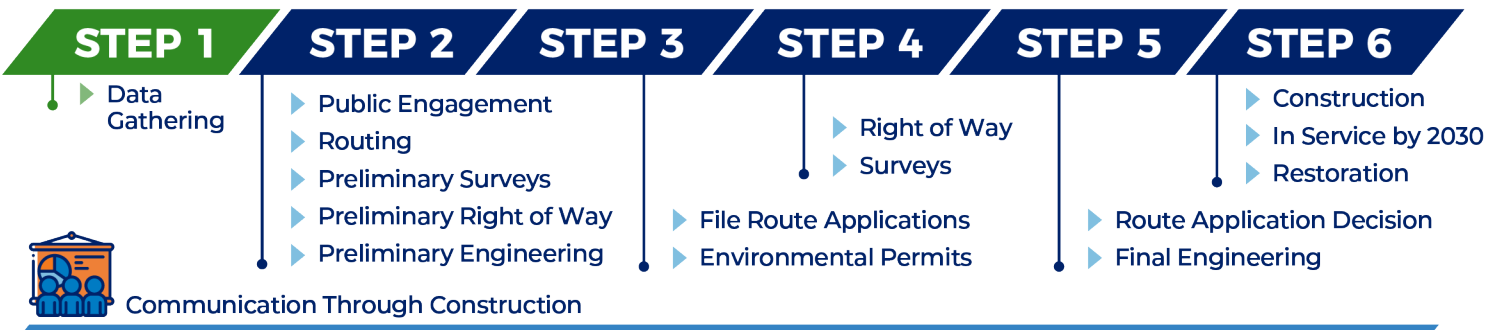 STEP 1
STEP 2
STEP 3
STEP 4
STEP 5
STEP 6
Data
Gathering
Public Engagement
Routing
Preliminary Surveys
Preliminary Right of Way
Preliminary Engineering
File Route Applications
Environmental Permits
Right of Way
Surveys
Route Application Decision
Final Engineering
Construction
In Service by 2030
Restoration
Communication Through Construction